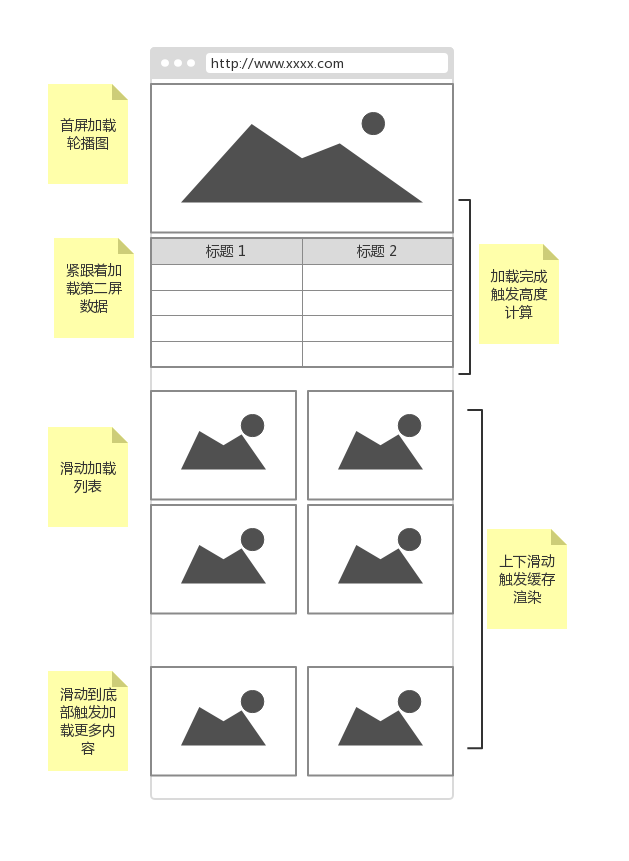 http://www.xxxx.com
首屏加载
轮播图
标题 1
标题 2
紧跟着加
载第二屏
数据
加载完成
触发高度
计算
滑动加载
列表
上下滑动
触发缓存
渲染
滑动到底
部触发加
载更多内
容